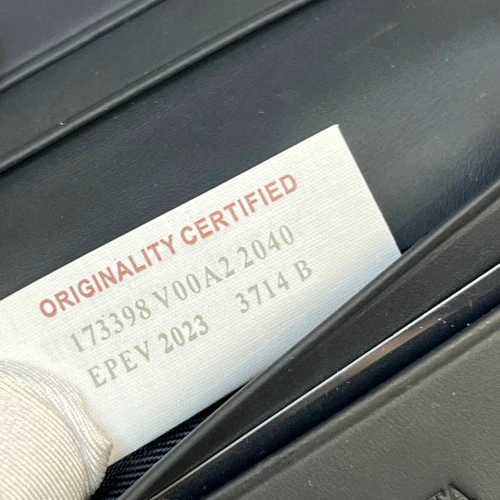 ORIGINALITY CERTIFIED
173398 V00A2 2040
EPEV 2023 3714 B